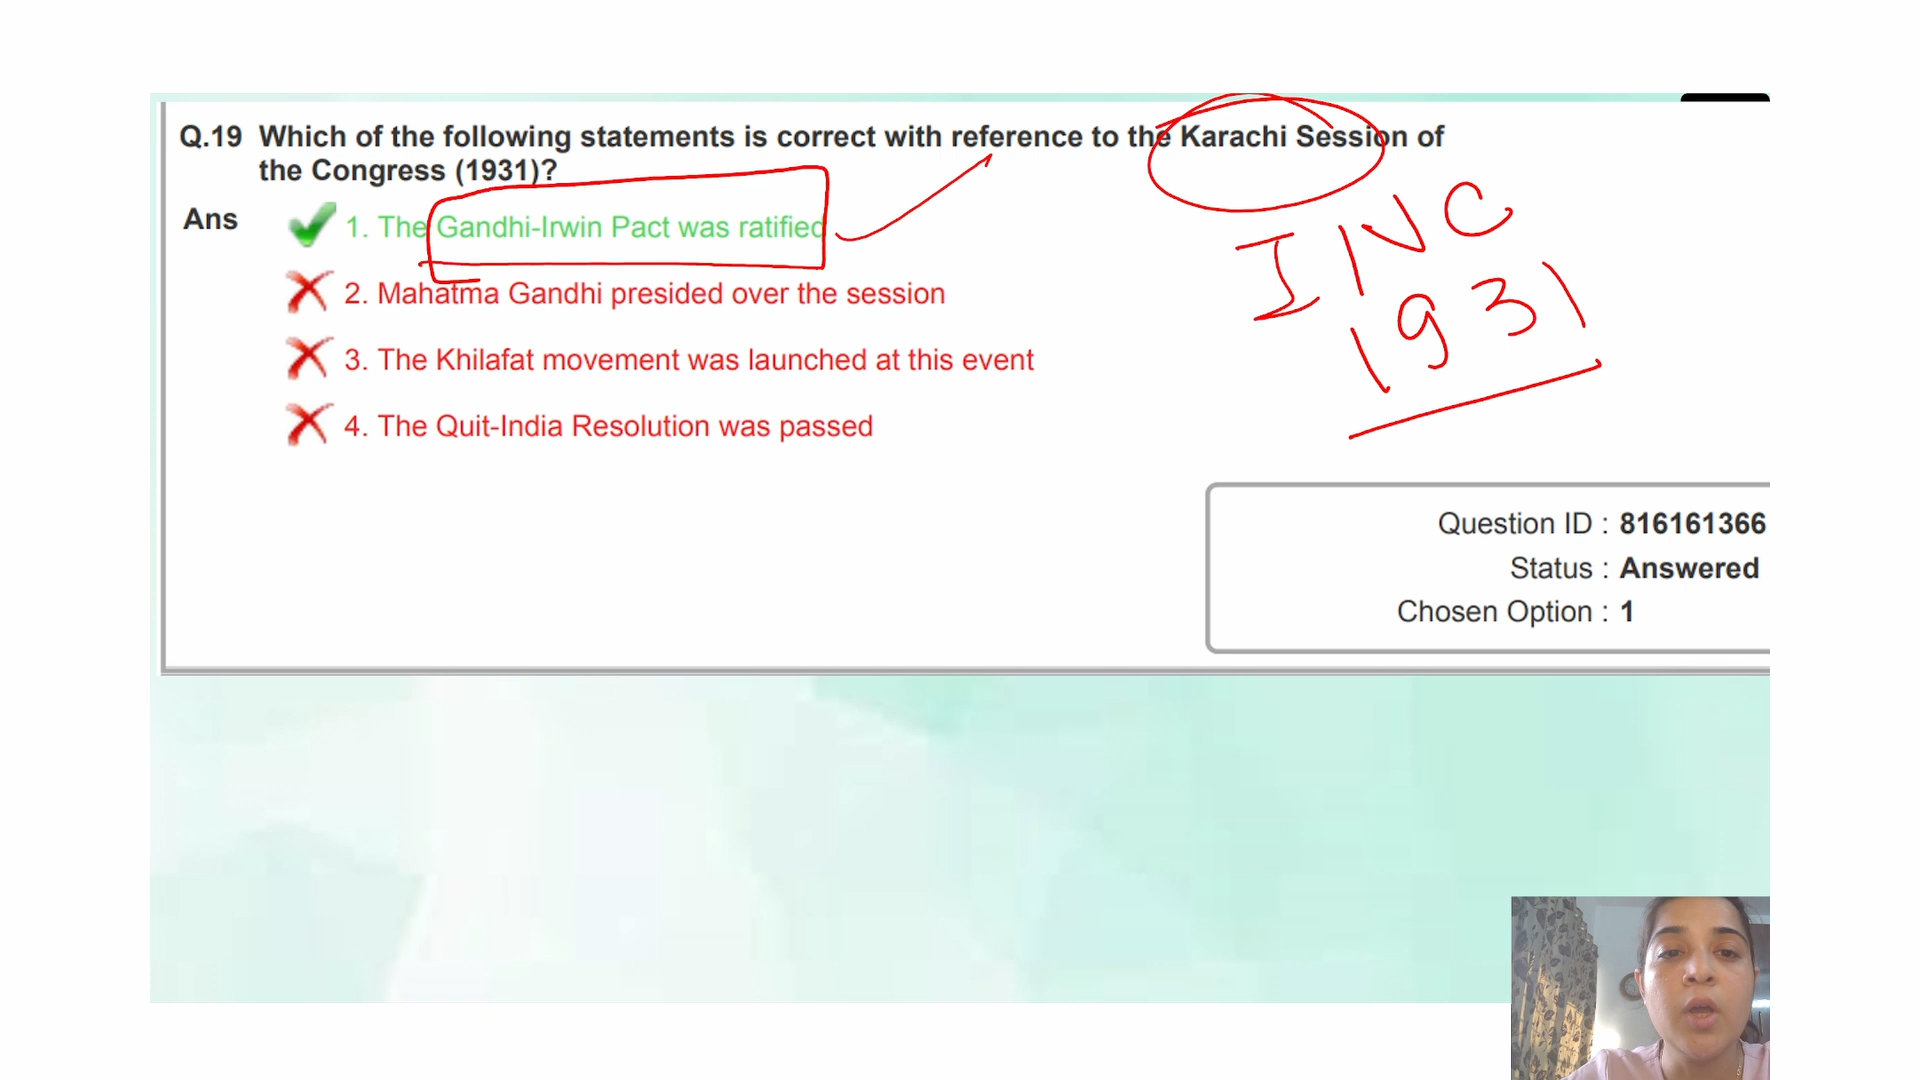 Q.19 Which of the following statements is correct with reference to the Karachi Session of
the Congress (1931)?
Ans
1. The Gandhi-Irwin Pact was ratified
2. Mahatma Gandhi presided over the session
3. The Khilafat movement was launched at this event
4. The Quit-India Resolution was passed
INC
1931
Question ID : 816161366
Status : Answered
Chosen Option : 1